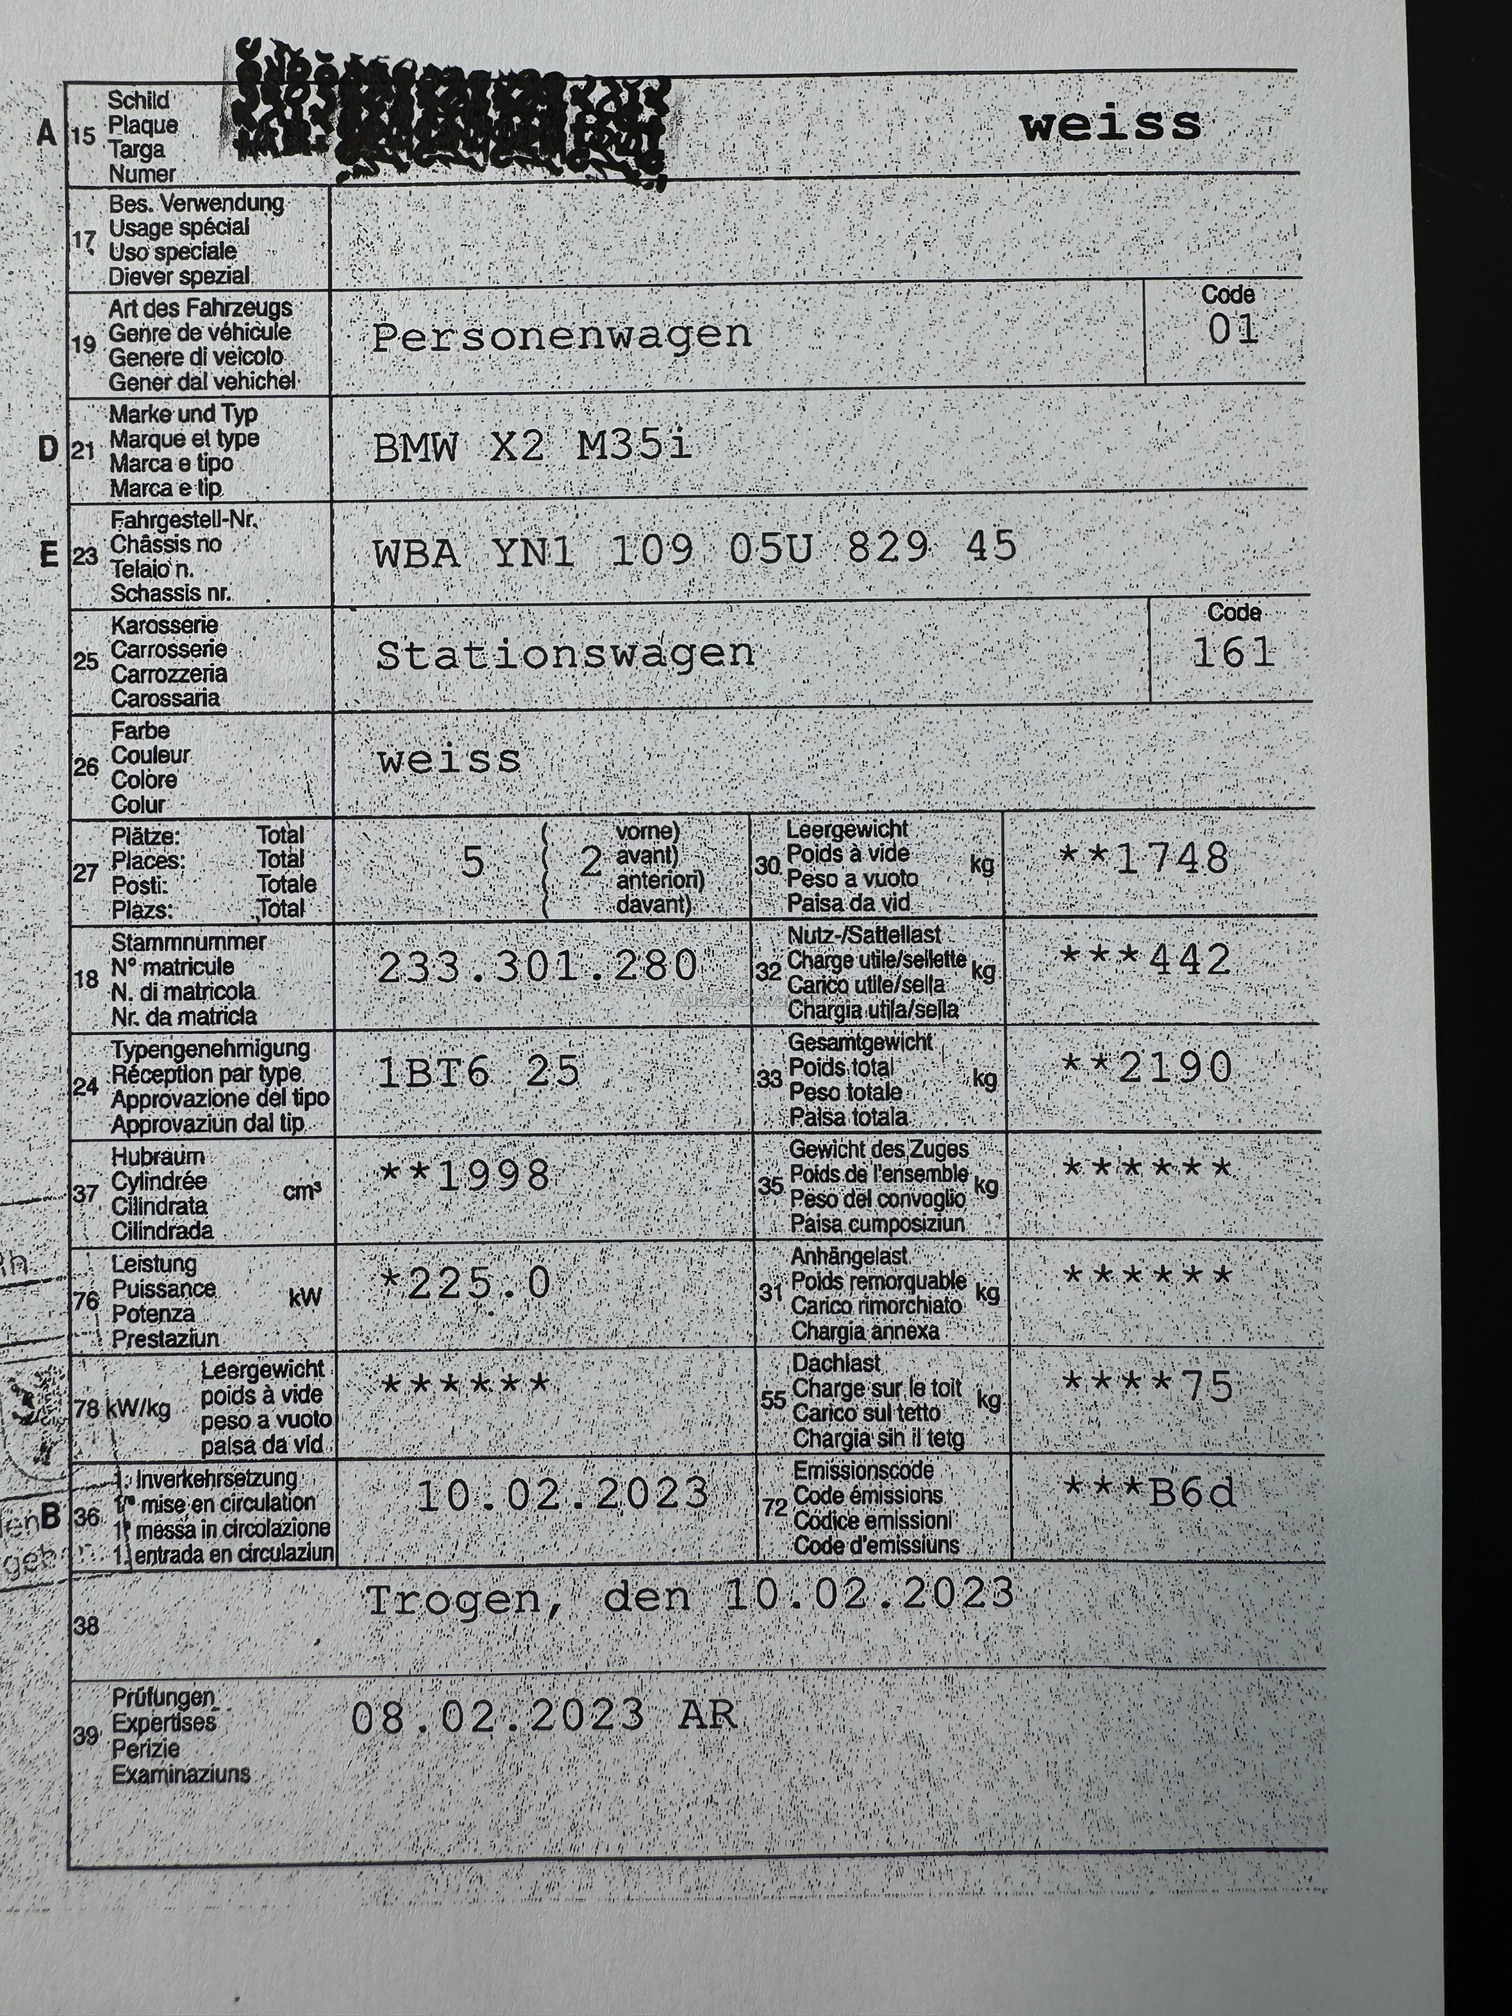 A 15 Schild
Plaque
Targa
Numer
weiss
17 Bes. Verwendung
Usage spécial
Uso speciale
Diever spezial
19 Art des Fahrzeugs
Genre de véhicule
Genere di veicolo
Gener dal vehichel
Personenwagen
Code
01
D 21 Marke und Typ
Marque et type
Marca e tipo
Marca e tip
BMW X2 M35i
E 23 Fahrgestell-Nr.
Châssis no
Telaio n.
Schassis nr.
WBA YN1 109 05U 829 45
25 Karosserie
Carrosserie
Carrozzeria
Carossaria
Stationswagen
Code
161
26 Farbe
Couleur
Colore
Colur
weiss
27 Plätze: Total
Places: Total
Posti: Totale
Plazs: Total
5 ( 2 vorne)
avant)
anteriori)
davant)
30 Leergewicht
Poids à vide kg
Peso a vuoto
Paisa da vid
**1748
18 Stammnummer
N° matricule
N. di matricola
Nr. da matricla
233.301.280
32 Nutz-/Sattellast
Charge utile/sellette kg
Carico utile/sella
Chargia utila/sella
***442
24 Typengenehmigung
Réception par type
Approvazione del tipo
Approvaziun dal tip
1BT6 25
33 Gesamtgewicht
Poids total kg
Peso totale
Paisa totala
**2190
37 Hubraum
Cylindrée cm³
Cilindrata
Cilindrada
**1998
35 Gewicht des Zuges
Poids de l'ensemble kg
Peso del convoglio
Paisa cumposiziun
******
76 Leistung
Puissance kW
Potenza
Prestaziun
*225.0
31 Anhängelast
Poids remorquable kg
Carico rimorchiato
Chargia annexa
******
78 kW/kg Leergewicht
poids à vide
peso a vuoto
paisa da vid
******
55 Dachlast
Charge sur le toit kg
Carico sul tetto
Chargia sin il tetg
****75
B 36 1. Inverkehrsetzung
1re mise en circulation
1a messa in circolazione
1. entrada en circulaziun
10.02.2023
72 Emissionscode
Code émissions
Codice emissioni
Code d'emissiuns
***B6d
38 Trogen, den 10.02.2023
39 Prüfungen
Expertises
Perizie
Examinaziuns
08.02.2023 AR